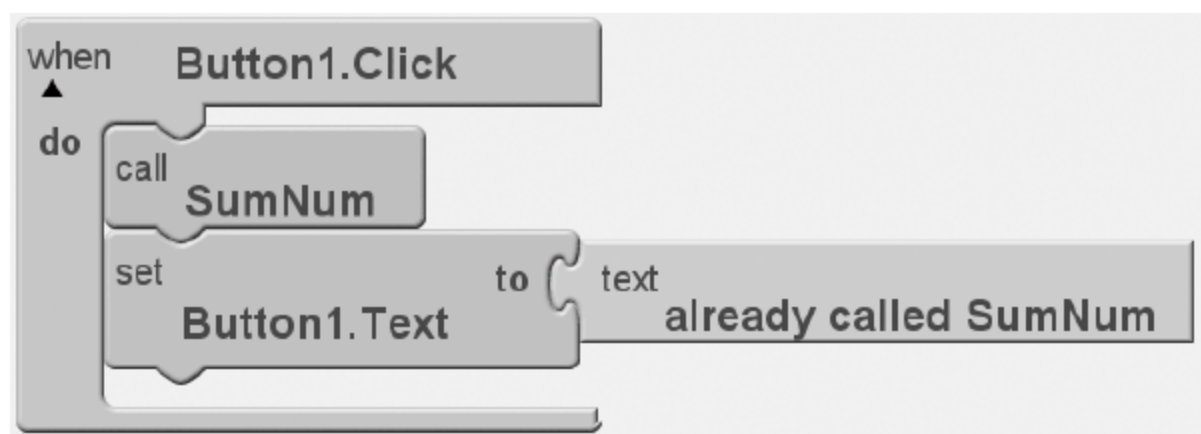 when Button1.Click
do
call
SumNum
set to text
Button1.Text already called SumNum